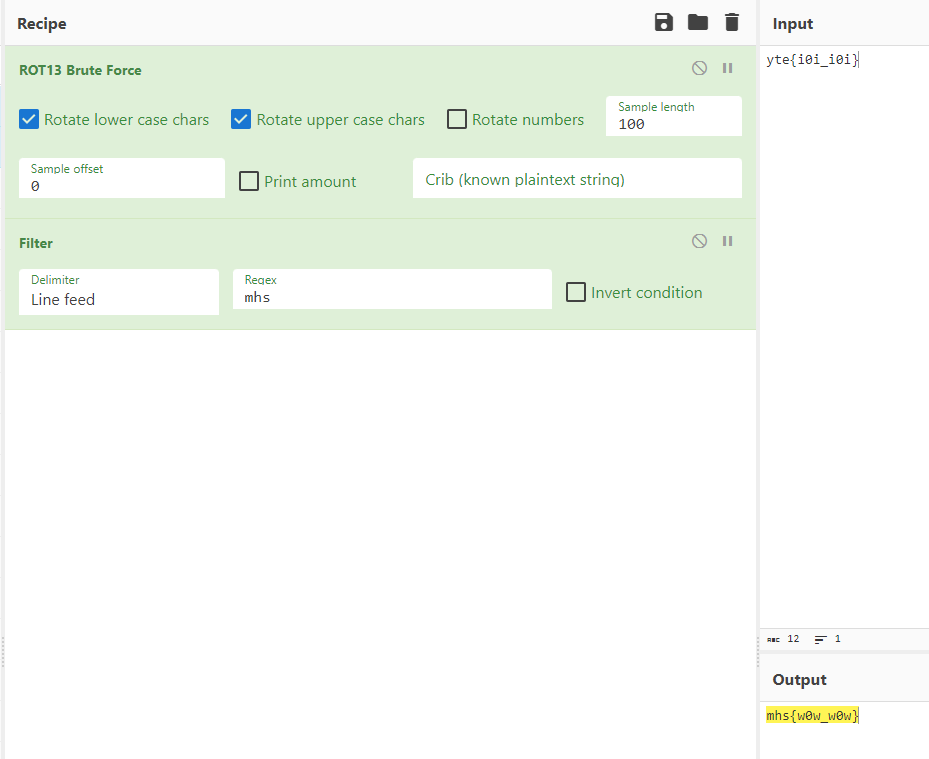 Recipe
ROT13 Brute Force
Rotate lower case chars
Rotate upper case chars
Rotate numbers
Sample length
100
Sample offset
0
Print amount
Crib (known plaintext string)
Filter
Delimiter
Line feed
Regex
mhs
Invert condition
Input
yte{i0i_i0i}
ABC 12 1
Output
mhs{w0w_w0w}